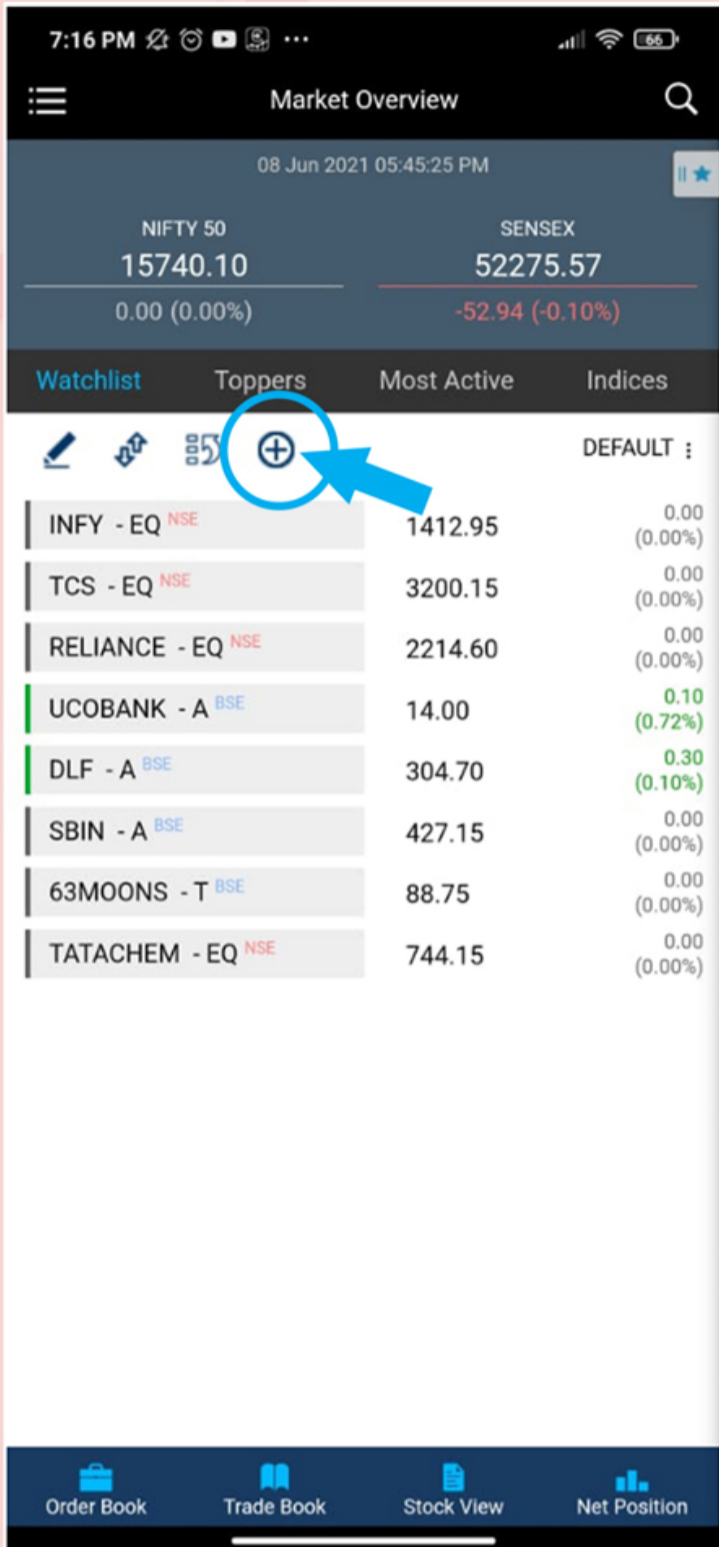 7:16 PM 66
Market Overview
08 Jun 2021 05:45:25 PM
NIFTY 50 SENSEX
15740.10 52275.57
0.00 (0.00%) -52.94 (-0.10%)
Watchlist Toppers Most Active Indices
DEFAULT
INFY - EQ NSE 1412.95 0.00
(0.00%)
TCS - EQ NSE 3200.15 0.00
(0.00%)
RELIANCE - EQ NSE 2214.60 0.00
(0.00%)
UCOBANK - A BSE 14.00 0.10
(0.72%)
DLF - A BSE 304.70 0.30
(0.10%)
SBIN - A BSE 427.15 0.00
(0.00%)
63MOONS - T BSE 88.75 0.00
(0.00%)
TATACHEM - EQ NSE 744.15 0.00
(0.00%)
Order Book Trade Book Stock View Net Position